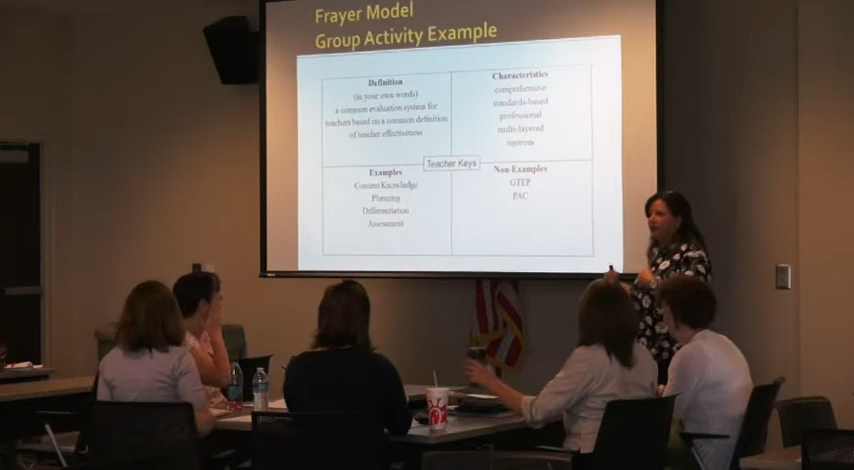 Frayer Model
Group Activity Example
Definition
(in your own words)
a common evaluation system for
teachers based on a common definition
of teacher effectiveness
Characteristics
comprehensive
standards-based
professional
multi-layered
rigorous
Teacher Keys
Examples
Content Knowledge
Planning
Differentiation
Assessment
Non-Examples
GTEP
PAC